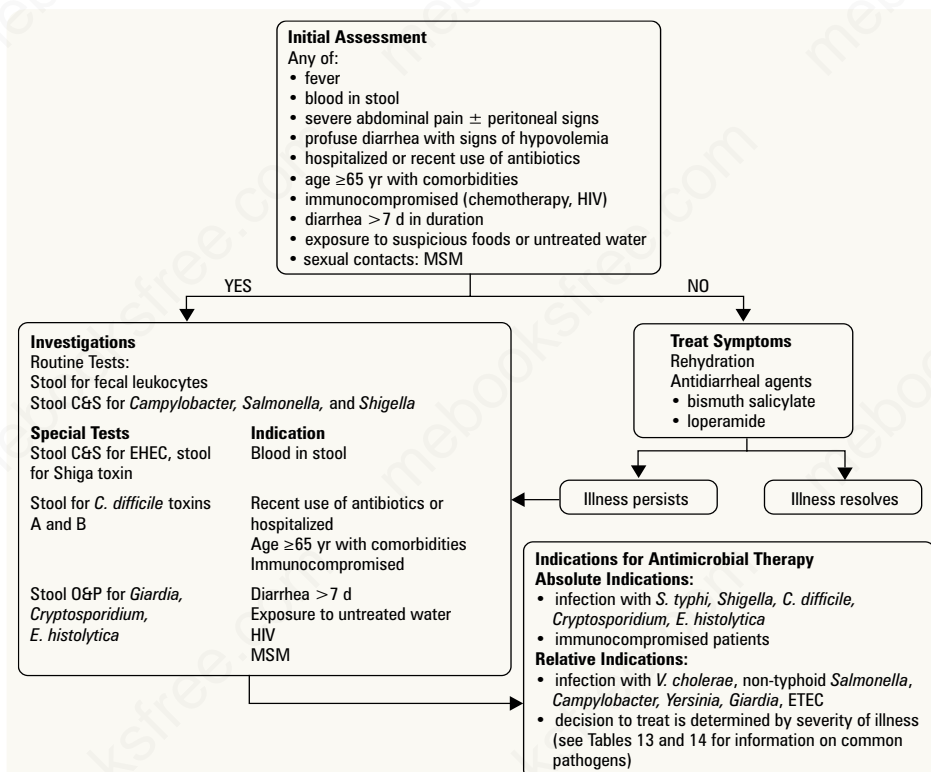 Initial Assessment
Any of:
• fever
• blood in stool
• severe abdominal pain ± peritoneal signs
• profuse diarrhea with signs of hypovolemia
• hospitalized or recent use of antibiotics
• age ≥65 yr with comorbidities
• immunocompromised (chemotherapy, HIV)
• diarrhea >7 d in duration
• exposure to suspicious foods or untreated water
• sexual contacts: MSM
YES
NO
Investigations
Routine Tests:
Stool for fecal leukocytes
Stool C&S for Campylobacter, Salmonella, and Shigella
Special Tests Indication
Stool C&S for EHEC, stool Blood in stool
for Shiga toxin
Stool for C. difficile toxins Recent use of antibiotics or
A and B hospitalized
Age ≥65 yr with comorbidities
Immunocompromised
Stool O&P for Giardia, Diarrhea >7 d
Cryptosporidium, Exposure to untreated water
E. histolytica HIV
MSM
Treat Symptoms
Rehydration
Antidiarrheal agents
• bismuth salicylate
• loperamide
Illness persists
Illness resolves
Indications for Antimicrobial Therapy
Absolute Indications:
• infection with S. typhi, Shigella, C. difficile,
Cryptosporidium, E. histolytica
• immunocompromised patients
Relative Indications:
• infection with V. cholerae, non-typhoid Salmonella,
Campylobacter, Yersinia, Giardia, ETEC
• decision to treat is determined by severity of illness
(see Tables 13 and 14 for information on common
pathogens)
mebooksfree.com